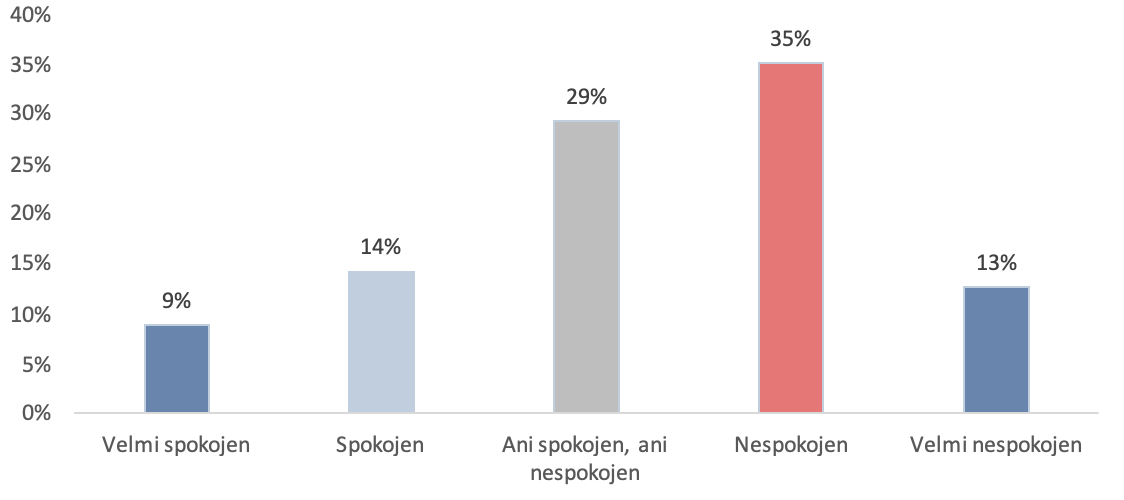 40%
35%
30%
25%
20%
15%
10%
5%
0%
9%
14%
29%
35%
13%
Velmi spokojen
Spokojen
Ani spokojen, ani
nespokojen
Nespokojen
Velmi nespokojen